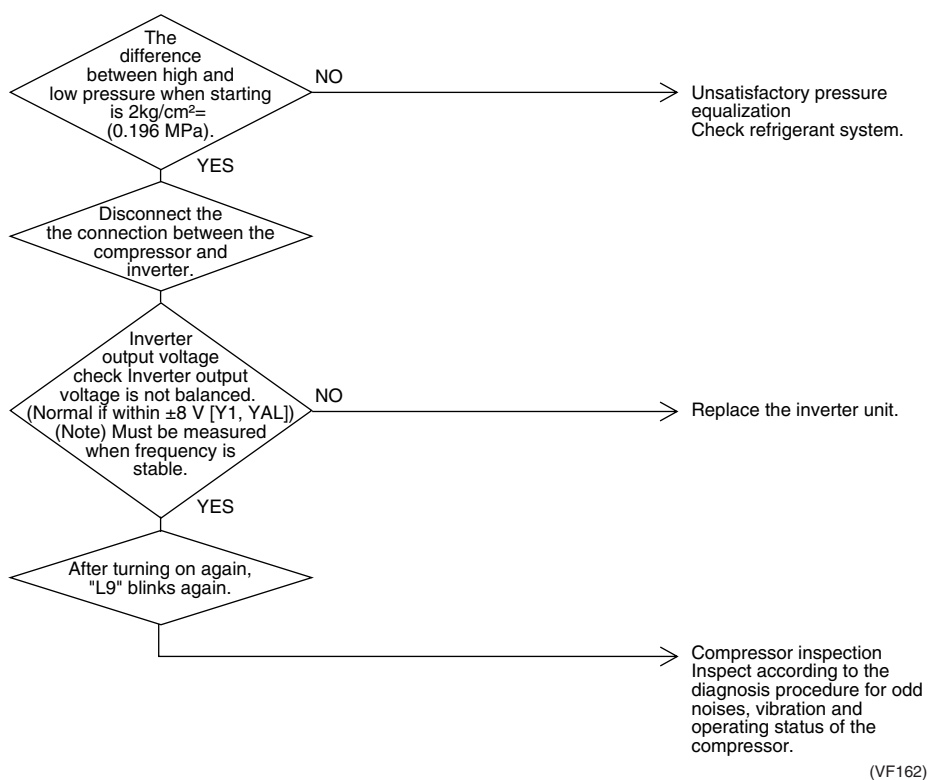 The
difference
between high and
low pressure when starting
is 2kg/cm²=
(0.196 MPa).
NO
Unsatisfactory pressure
equalization
Check refrigerant system.
YES
Disconnect the
the connection between the
compressor and
inverter.
Inverter
output voltage
check Inverter output
voltage is not balanced.
(Normal if within ±8 V [Y1, YAL])
(Note) Must be measured
when frequency is
stable.
NO
Replace the inverter unit.
YES
After turning on again,
"L9" blinks again.
Compressor inspection
Inspect according to the
diagnosis procedure for odd
noises, vibration and
operating status of the
compressor.
(VF162)